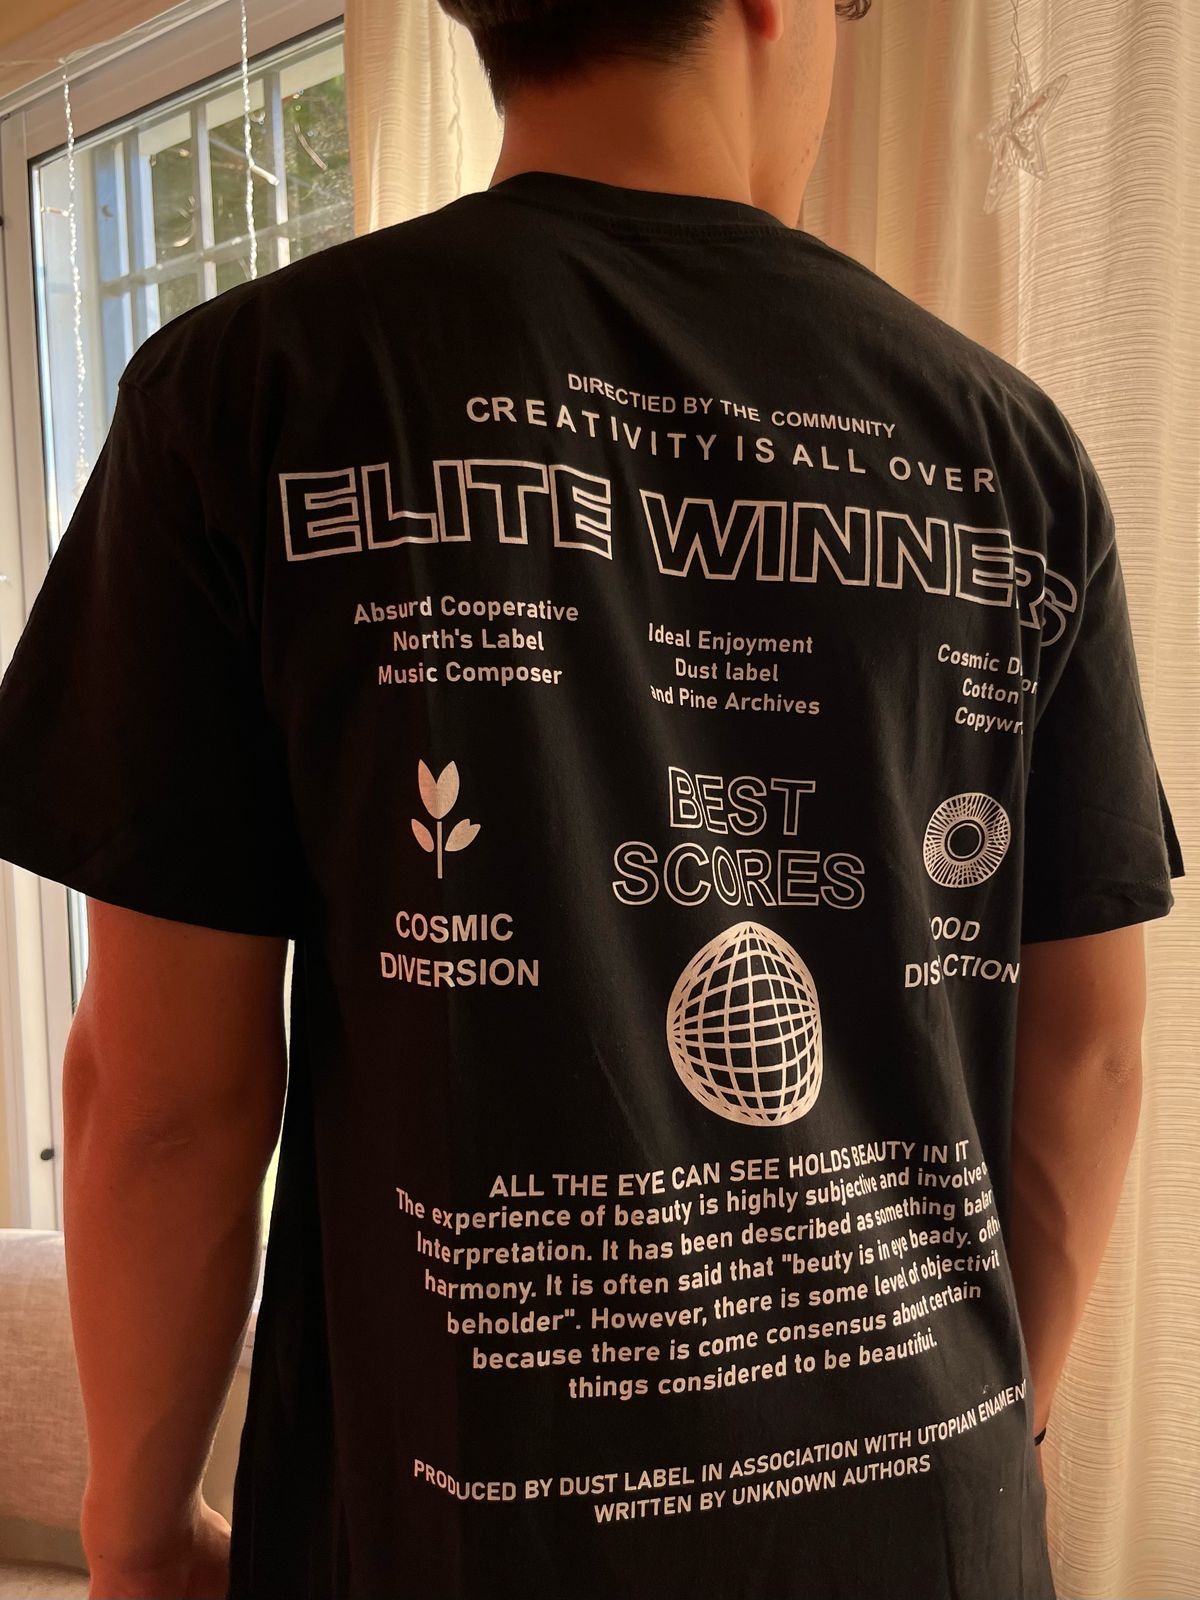 DIRECTIED BY THE COMMUNITY
CREATIVITY IS ALL OVER
ELITE WINNERS
Absurd Cooperative
North's Label
Music Composer
Ideal Enjoyment
Dust label
and Pine Archives
Cosmic
Cotton
BEST
SCORES
COSMIC
DIVERSION
ALL THE EYE CAN SEE HOLDS BEAUTY IN IT
The experience of beauty is highly subjective and
Interpretation. It has been described as something
harmony. It is often said that "beuty is in eye beady.
beholder". However, there is some level of
because there is come consensus about certain
things considered to be beautiful.
PRODUCED BY DUST LABEL IN ASSOCIATION WITH UTOPIAN
WRITTEN BY UNKNOWN AUTHORS